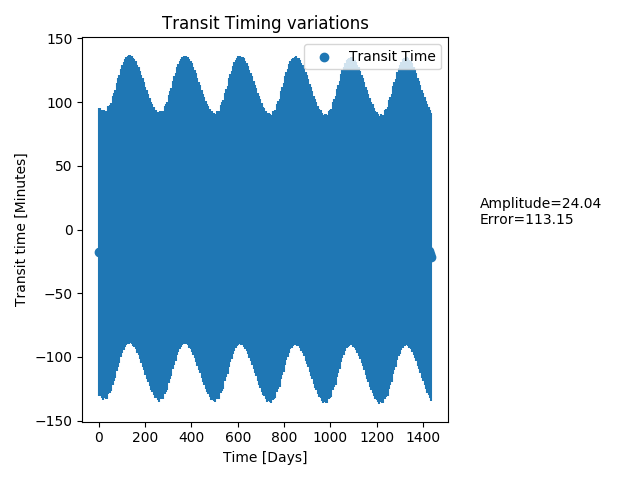 Transit Timing variations
Transit Time
Transit time [Minutes]
150
100
50
0
−50
−100
−150
0 200 400 600 800 1000 1200 1400
Time [Days]
Amplitude=24.04
Error=113.15